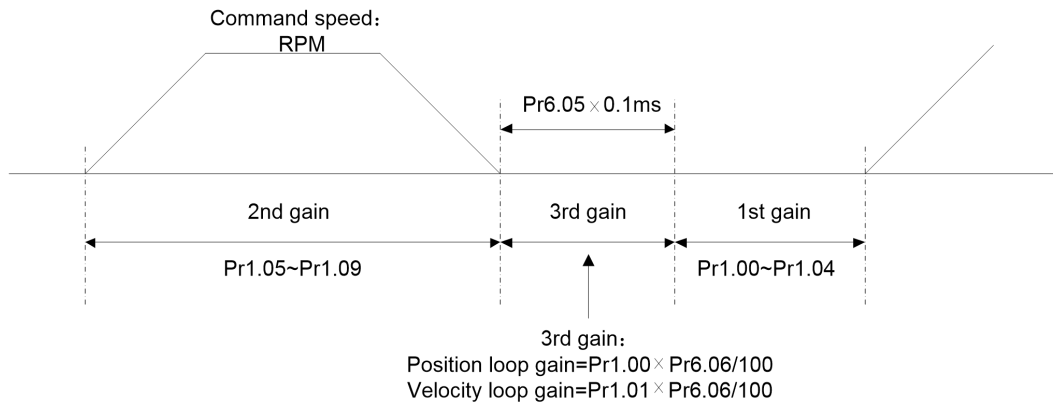 Command speed：
RPM
Pr6.05×0.1ms
2nd gain
3rd gain
1st gain
Pr1.05~Pr1.09
Pr1.00~Pr1.04
3rd gain：
Position loop gain=Pr1.00×Pr6.06/100
Velocity loop gain=Pr1.01×Pr6.06/100